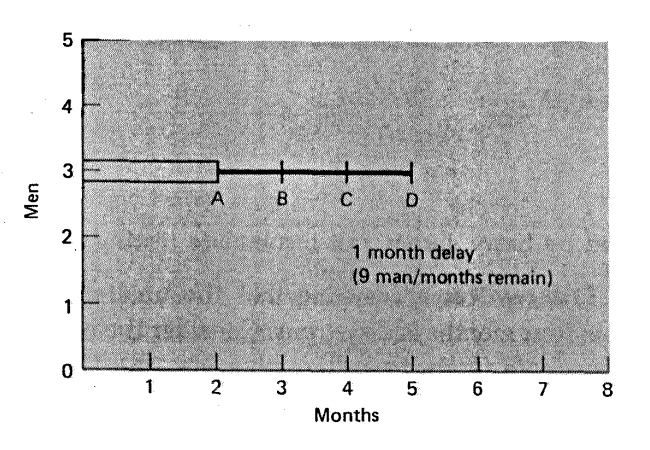 5
4
3
2
1
0
Men
A B C D
1 month delay
(9 man/months remain)
1 2 3 4 5 6 7 8
Months